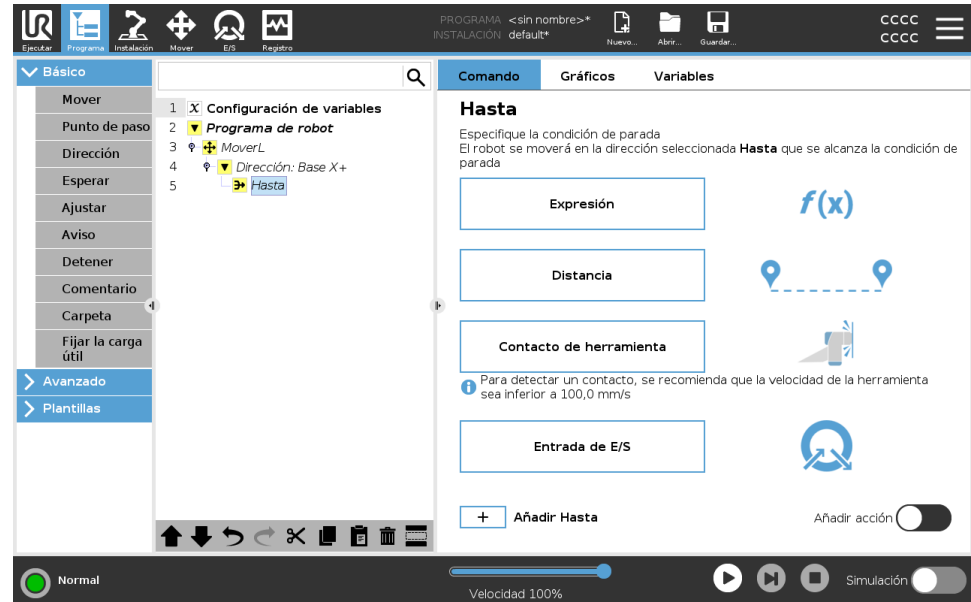 UR
Ejecutar
Programa
Instalación
Mover
E/S
Registro
PROGRAMA <sin nombre>*
INSTALACIÓN default*
Nuevo...
Abrir...
Guardar...
cccc
cccc
Básico
Mover
Punto de paso
Dirección
Esperar
Ajustar
Aviso
Detener
Comentario
Carpeta
Fijar la carga
útil
Avanzado
Plantillas
1 X Configuración de variables
2 Programa de robot
3 MoverL
4 Dirección: Base X+
5 Hasta
Comando Gráficos Variables
Hasta
Especifique la condición de parada
El robot se moverá en la dirección seleccionada Hasta que se alcanza la condición de
parada
Expresión
f(x)
Distancia
Contacto de herramienta
Para detectar un contacto, se recomienda que la velocidad de la herramienta
sea inferior a 100,0 mm/s
Entrada de E/S
+ Añadir Hasta
Añadir acción
Normal
Velocidad 100%
Simulación